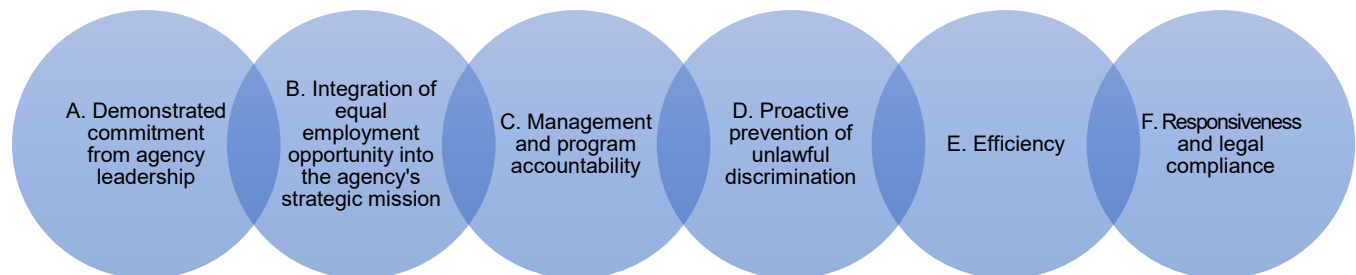 A. Demonstrated
commitment
from agency
leadership
B. Integration of
equal
employment
opportunity into
the agency's
strategic mission
C. Management
and program
accountability
D. Proactive
prevention of
unlawful
discrimination
E. Efficiency
F. Responsiveness
and legal
compliance